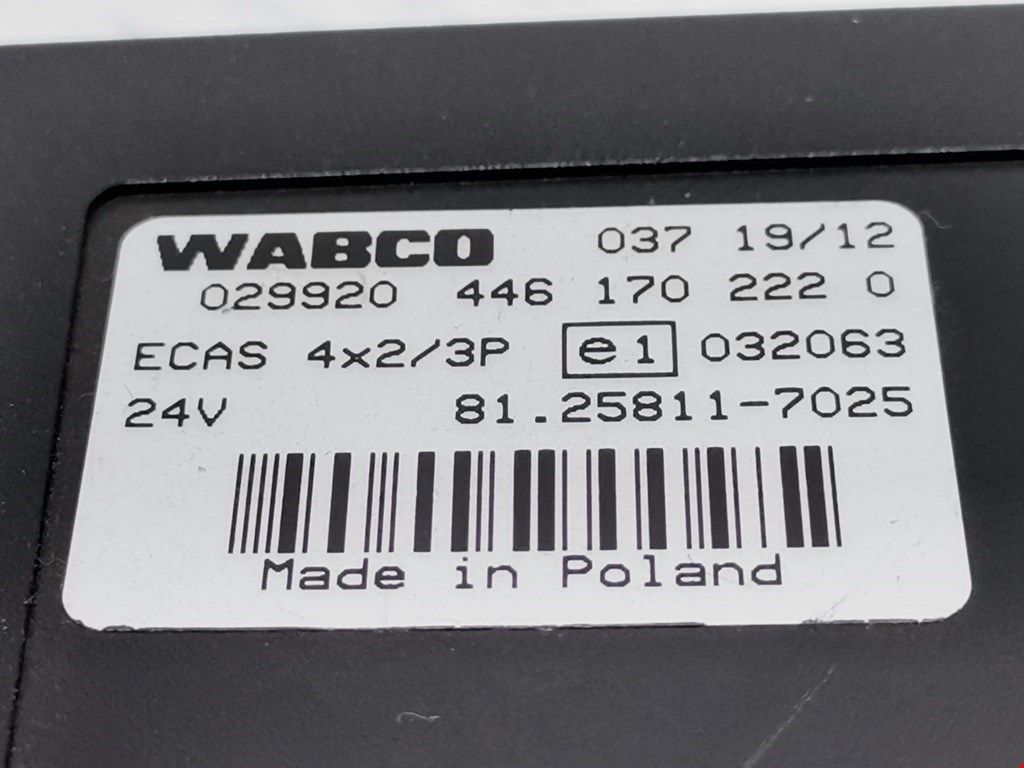 WABCO 037 19/12
029920 446 170 222 0
ECAS 4x2/3P e1 032063
24V 81.25811-7025
Made in Poland